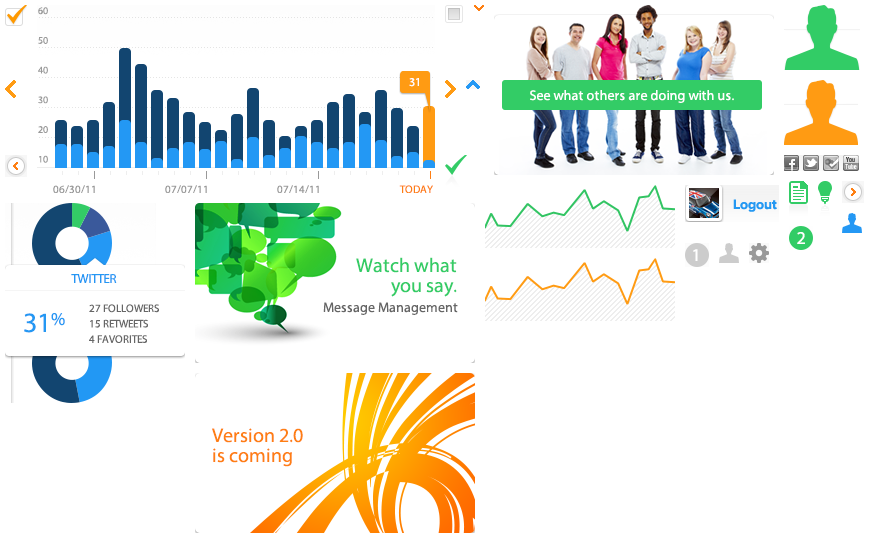 60
50
40
30
20
10
31
06/30/11
07/07/11
07/14/11
TODAY
See what others are doing with us.
You
Tube
Logout
1
2
TWITTER
31%
27 FOLLOWERS
15 RETWEETS
4 FAVORITES
Watch what
you say.
Message Management
Version 2.0
is coming